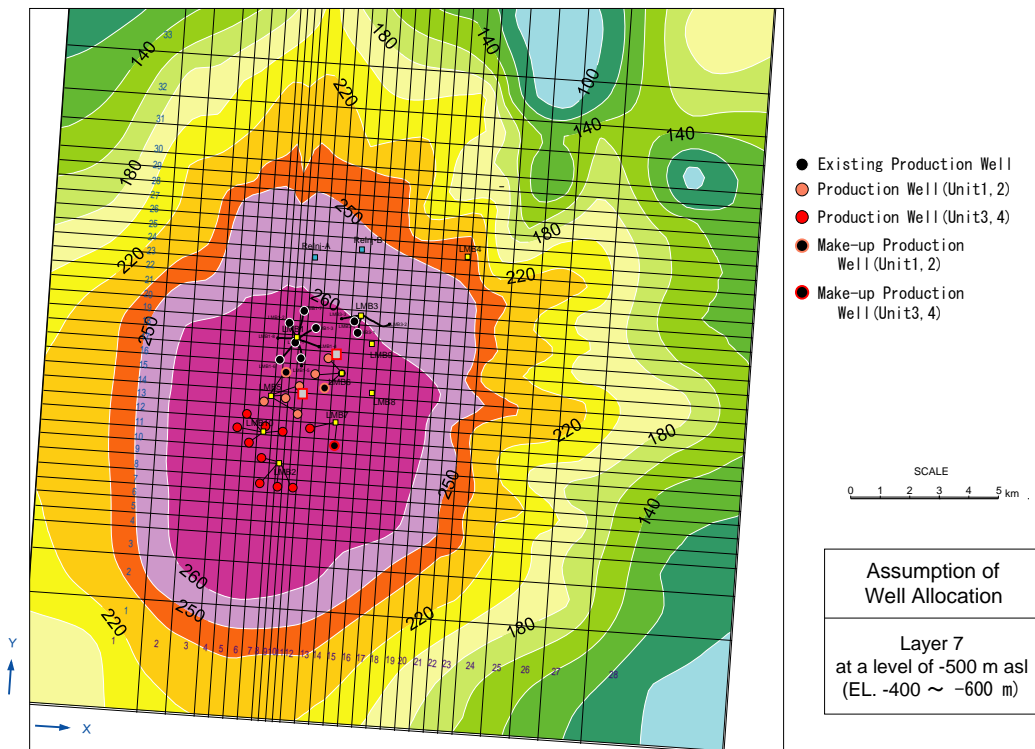 33
32
31
30
29
28
27
26
25
24
23
22
21
20
19
16
15
14
13
12
11
10
9
8
7
6
5
4
3
2
1
140
180
140
220
100
140
140
180
250
180
220
220
250
260
220
180
250
140
260
250
220
220
180
ReInj-A
ReInj-B
LMB4
LMB3
LMB1
LMB9
LMB6
LMB5
LMB8
LMB7
LMB10
LMB2
1
2
3
4
5
6
7
8
9
10
11
12
13
14
15
16
17
18
19
20
21
22
23
24
25
26
27
28
Y
X
Existing Production Well
Production Well(Unit1,2)
Production Well(Unit3,4)
Make-up Production
Well(Unit1,2)
Make-up Production
Well(Unit3,4)
SCALE
0 1 2 3 4 5 km
Assumption of
Well Allocation
Layer 7
at a level of -500 m asl
(EL. -400 ～ -600 m)